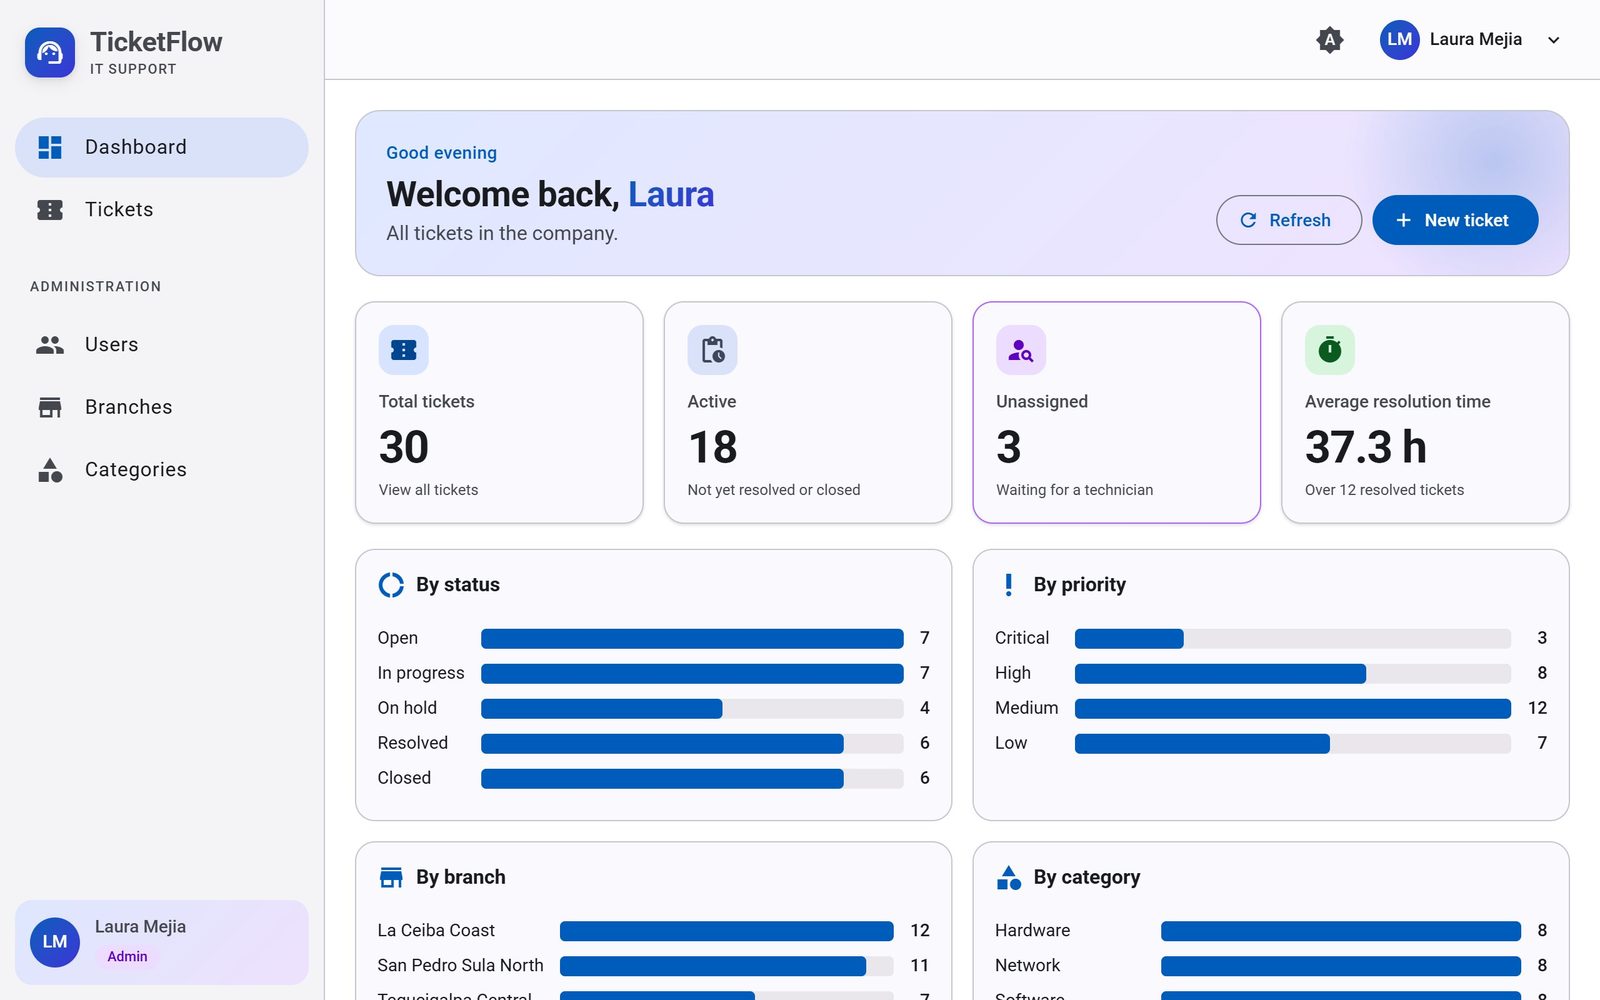 TicketFlow
IT SUPPORT
Dashboard
Tickets
ADMINISTRATION
Users
Branches
Categories
LM
Laura Mejia
Admin
A
LM Laura Mejia
Good evening
Welcome back, Laura
All tickets in the company.
Refresh
+ New ticket
Total tickets
30
View all tickets
Active
18
Not yet resolved or closed
Unassigned
3
Waiting for a technician
Average resolution time
37.3 h
Over 12 resolved tickets
By status
Open 7
In progress 7
On hold 4
Resolved 6
Closed 6
By priority
Critical 3
High 8
Medium 12
Low 7
By branch
La Ceiba Coast 12
San Pedro Sula North 11
Tegucigalpa Central 7
By category
Hardware 8
Network 8
Software 8